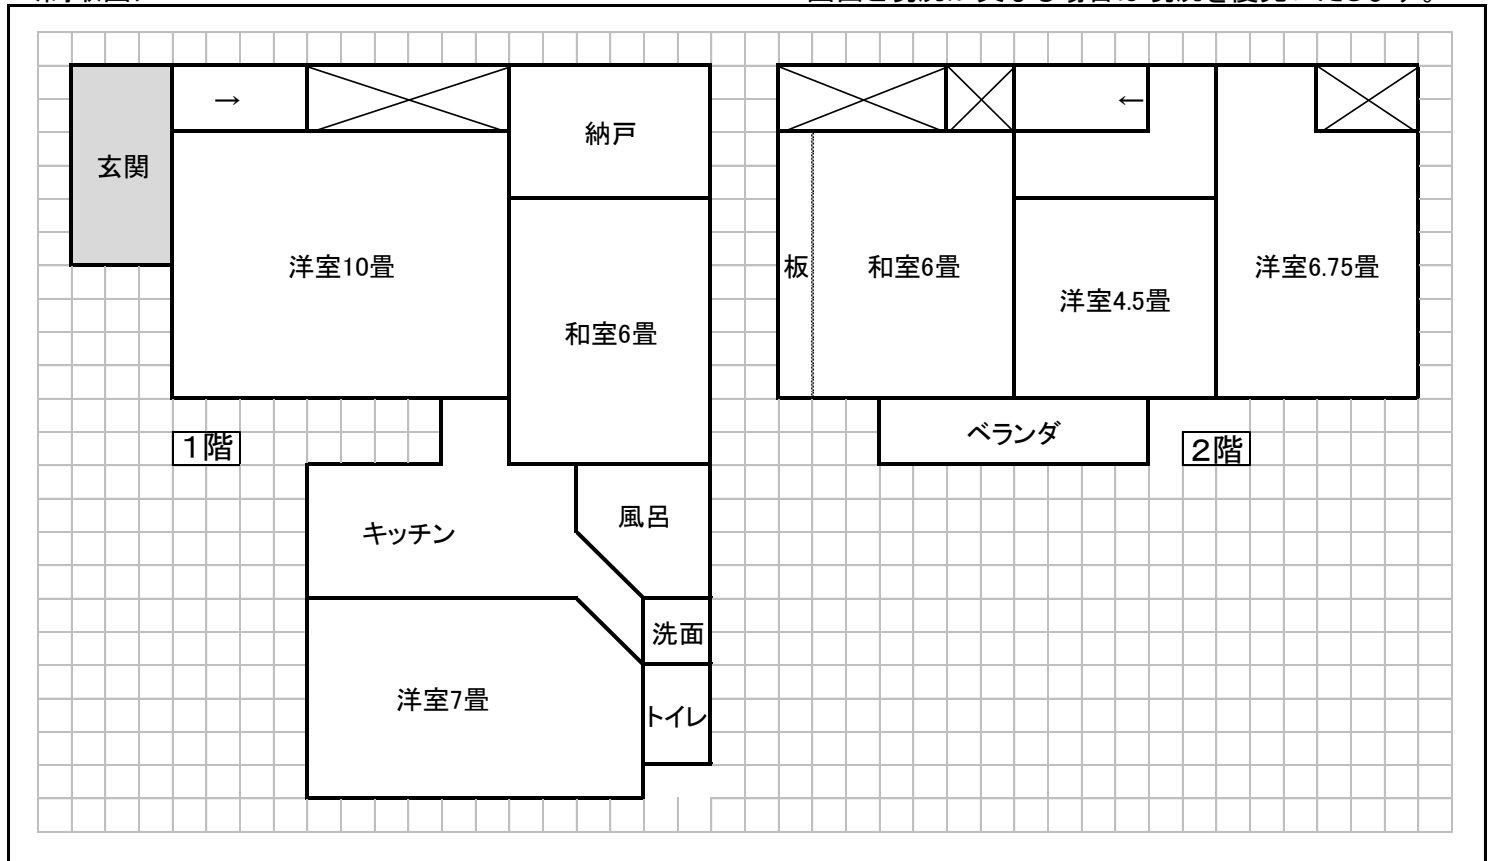 →
納戸
玄関
洋室10畳
和室6畳
1階
キッチン
風呂
洗面
洋室7畳
トイレ
←
板
和室6畳
洋室4.5畳
洋室6.75畳
ベランダ
2階